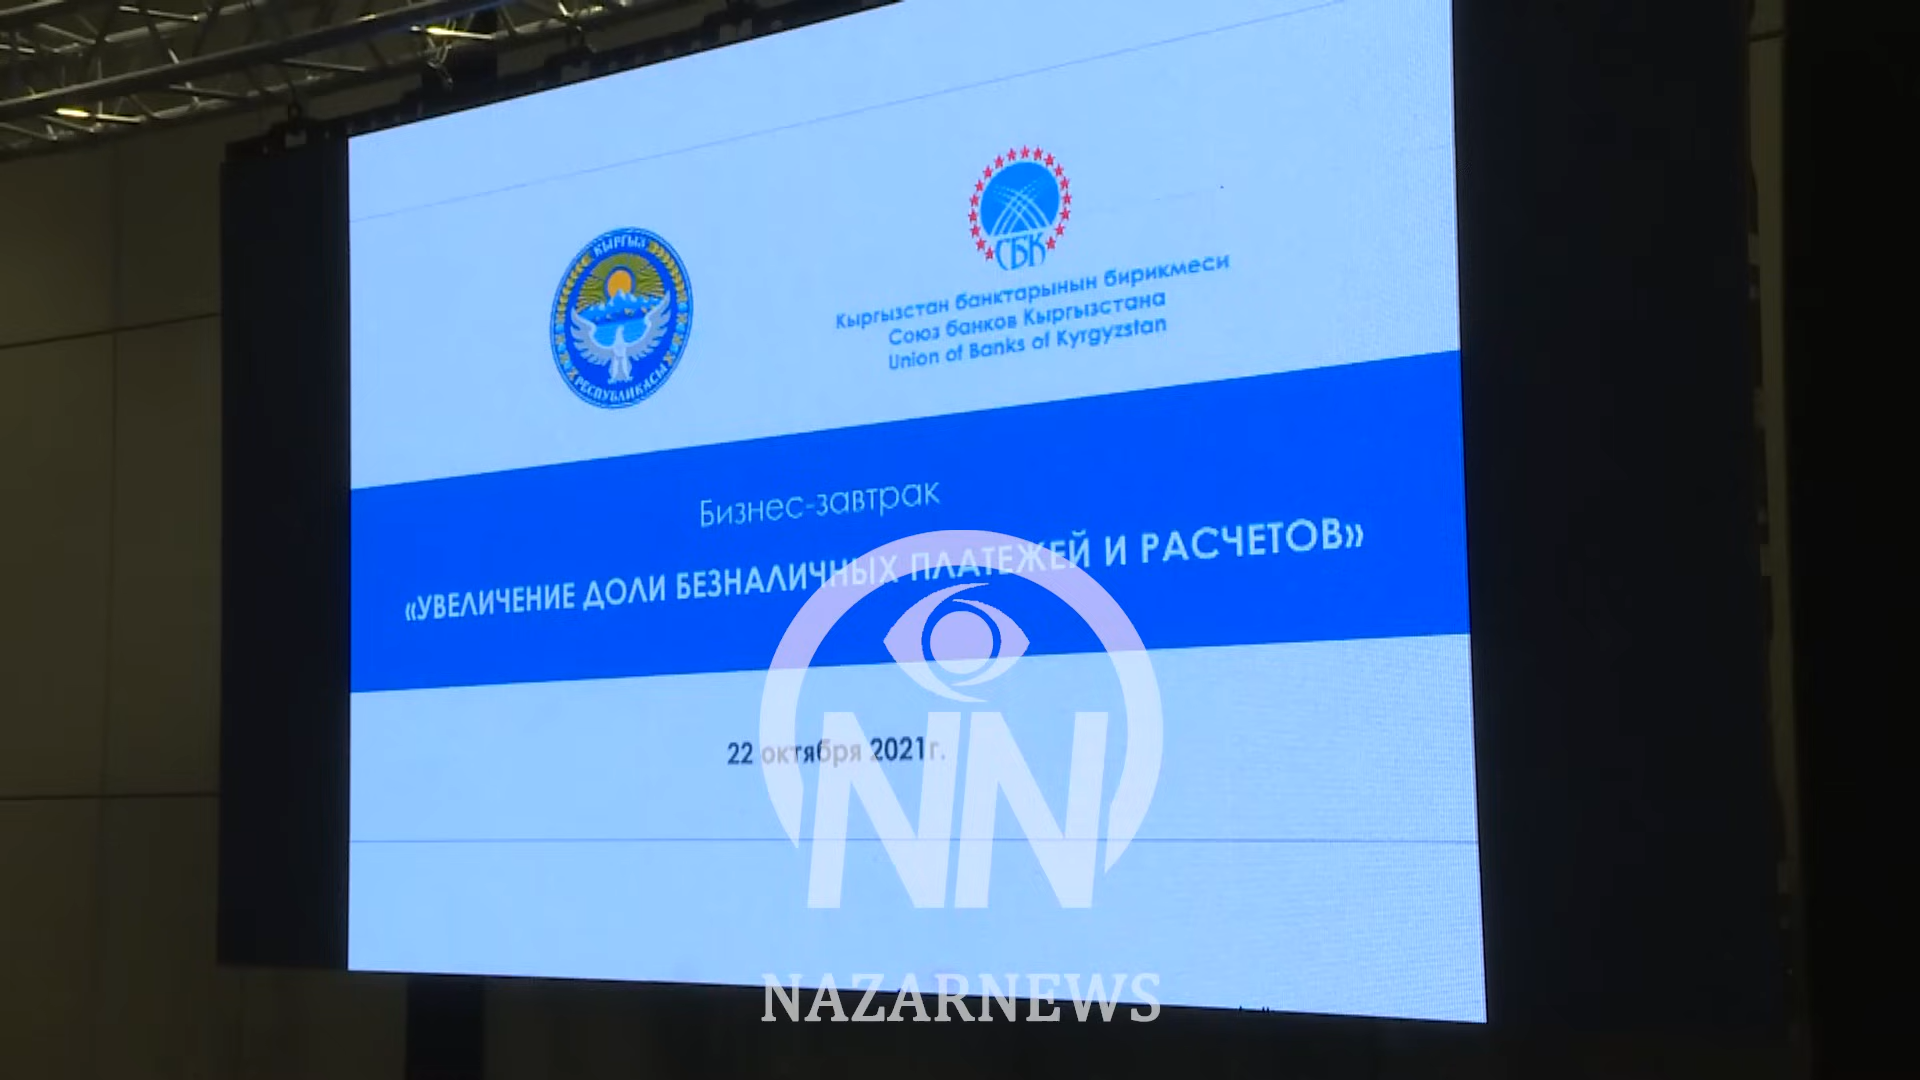 КЫРГЫЗ
РЕСПУБЛИКАСЫ
СБК
Кыргызстан банктарынын бирикмеси
Союз банков Кыргызстана
Union of Banks of Kyrgyzstan
Бизнес-завтрак
«УВЕЛИЧЕНИЕ ДОЛИ БЕЗНАЛИЧНЫХ ПЛАТЕЖЕЙ И РАСЧЕТОВ»
22 октября 2021г.
NN
NAZARNEWS